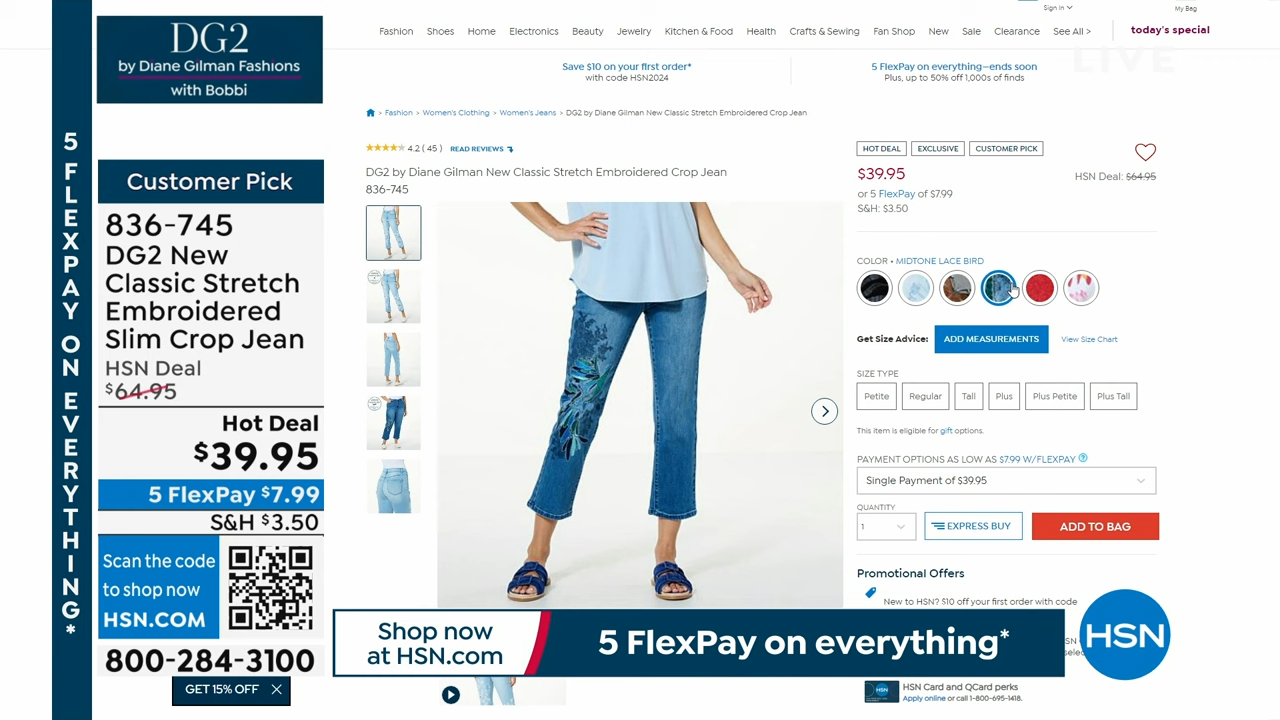 DG2
by Diane Gilman Fashions
with Bobbi
5 FLEXPAY ON EVERYTHING*
Customer Pick
836-745
DG2 New
Classic Stretch
Embroidered
Slim Crop Jean
HSN Deal
$64.95
Hot Deal
$39.95
5 FlexPay $7.99
S&H $3.50
Scan the code
to shop now
HSN.COM
800-284-3100
GET 15% OFF
Sign In
My Bag
Fashion Shoes Home Electronics Beauty Jewelry Kitchen & Food Health Crafts & Sewing Fan Shop New Sale Clearance See All > today's special
LIVE
Save $10 on your first order*
with code HSN2024
5 FlexPay on everything—ends soon
Plus, up to 50% off 1,000s of finds
> Fashion > Women's Clothing > Women's Jeans > DG2 by Diane Gilman New Classic Stretch Embroidered Crop Jean
4.2 ( 45 ) READ REVIEWS
DG2 by Diane Gilman New Classic Stretch Embroidered Crop Jean
836-745
HOT DEAL EXCLUSIVE CUSTOMER PICK
$39.95
HSN Deal: $64.95
or 5 FlexPay of $7.99
S&H: $3.50
COLOR • MIDTONE LACE BIRD
Get Size Advice: ADD MEASUREMENTS View Size Chart
SIZE TYPE
Petite Regular Tall Plus Plus Petite Plus Tall
This item is eligible for gift options.
PAYMENT OPTIONS AS LOW AS $7.99 W/FLEXPAY ?
Single Payment of $39.95
QUANTITY
1 EXPRESS BUY ADD TO BAG
Promotional Offers
New to HSN? $10 off your first order with code
Shop now
at HSN.com
5 FlexPay on everything*
HSN
HSN Card and QCard perks
Apply online or call 1-800-695-1418.